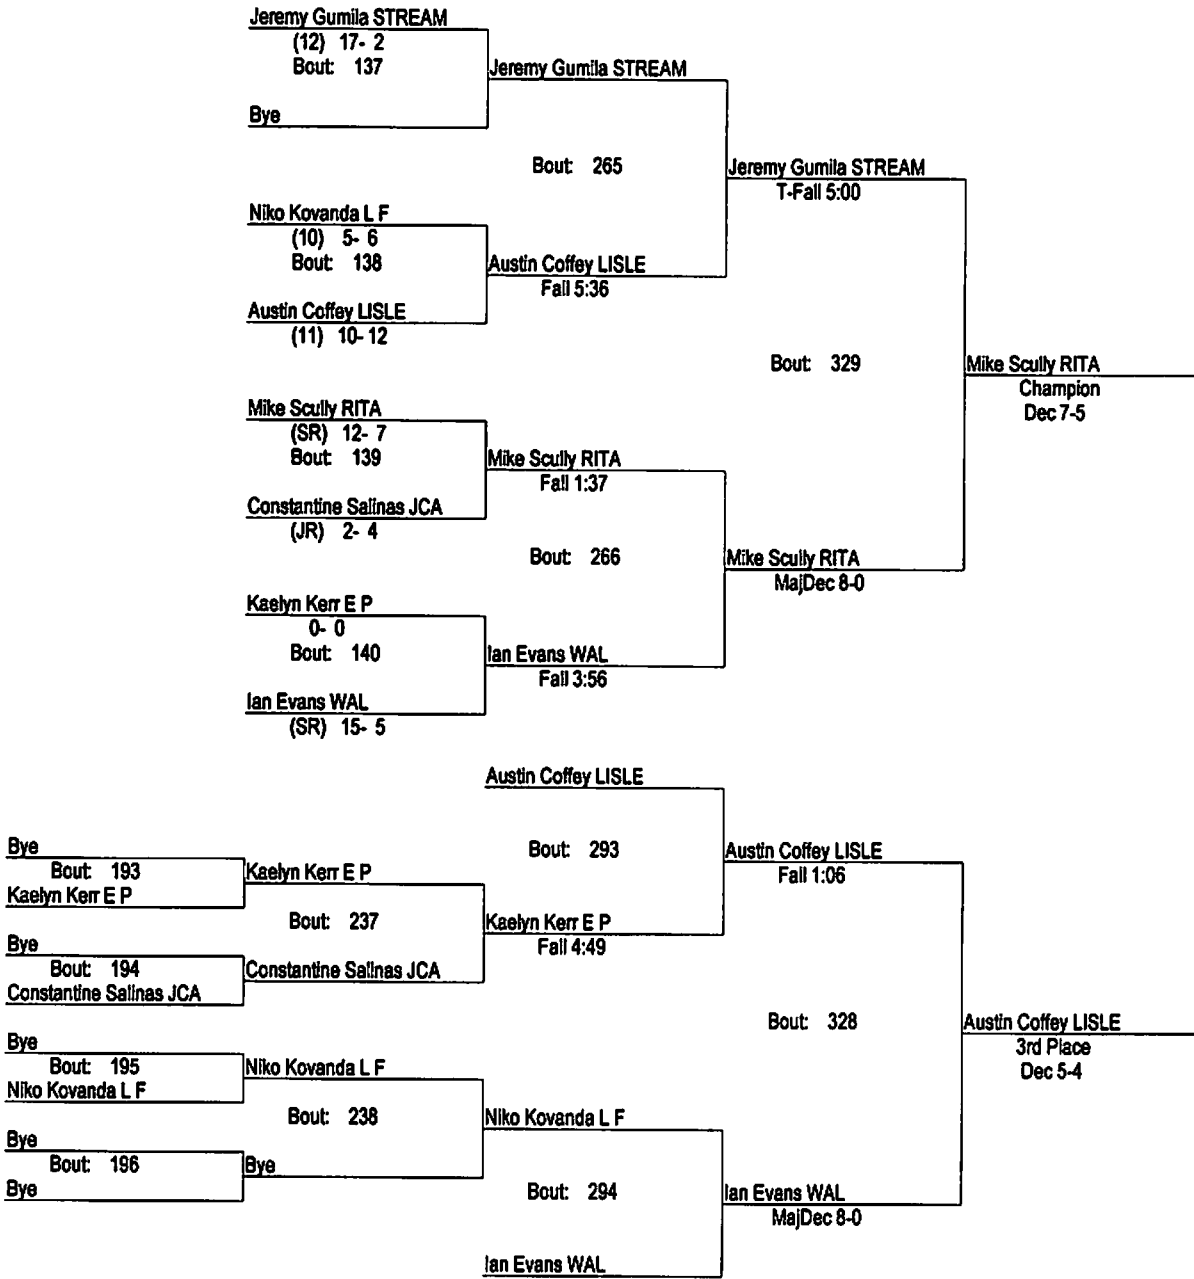 Jeremy Gumila STREAM
(12) 17- 2
Bout: 137
Jeremy Gumila STREAM
Bye
Bout: 265
Jeremy Gumila STREAM
T-Fall 5:00
Niko Kovanda L F
(10) 5- 6
Bout: 138
Austin Coffey LISLE
Fall 5:36
Austin Coffey LISLE
(11) 10- 12
Bout: 329
Mike Scully RITA
Champion
Dec 7-5
Mike Scully RITA
(SR) 12- 7
Bout: 139
Mike Scully RITA
Fall 1:37
Constantine Salinas JCA
(JR) 2- 4
Bout: 266
Mike Scully RITA
MajDec 8-0
Kaelyn Kerr E P
0- 0
Bout: 140
Ian Evans WAL
Fall 3:56
Ian Evans WAL
(SR) 15- 5
Austin Coffey LISLE
Bout: 293
Austin Coffey LISLE
Fall 1:06
Bye
Bout: 193
Kaelyn Kerr E P
Kaelyn Kerr E P
Bout: 237
Kaelyn Kerr E P
Fall 4:49
Bye
Bout: 194
Constantine Salinas JCA
Constantine Salinas JCA
Bout: 328
Austin Coffey LISLE
3rd Place
Dec 5-4
Bye
Bout: 195
Niko Kovanda L F
Niko Kovanda L F
Bout: 238
Niko Kovanda L F
Bye
Bout: 196
Bye
Bye
Bout: 294
Ian Evans WAL
MajDec 8-0
Ian Evans WAL